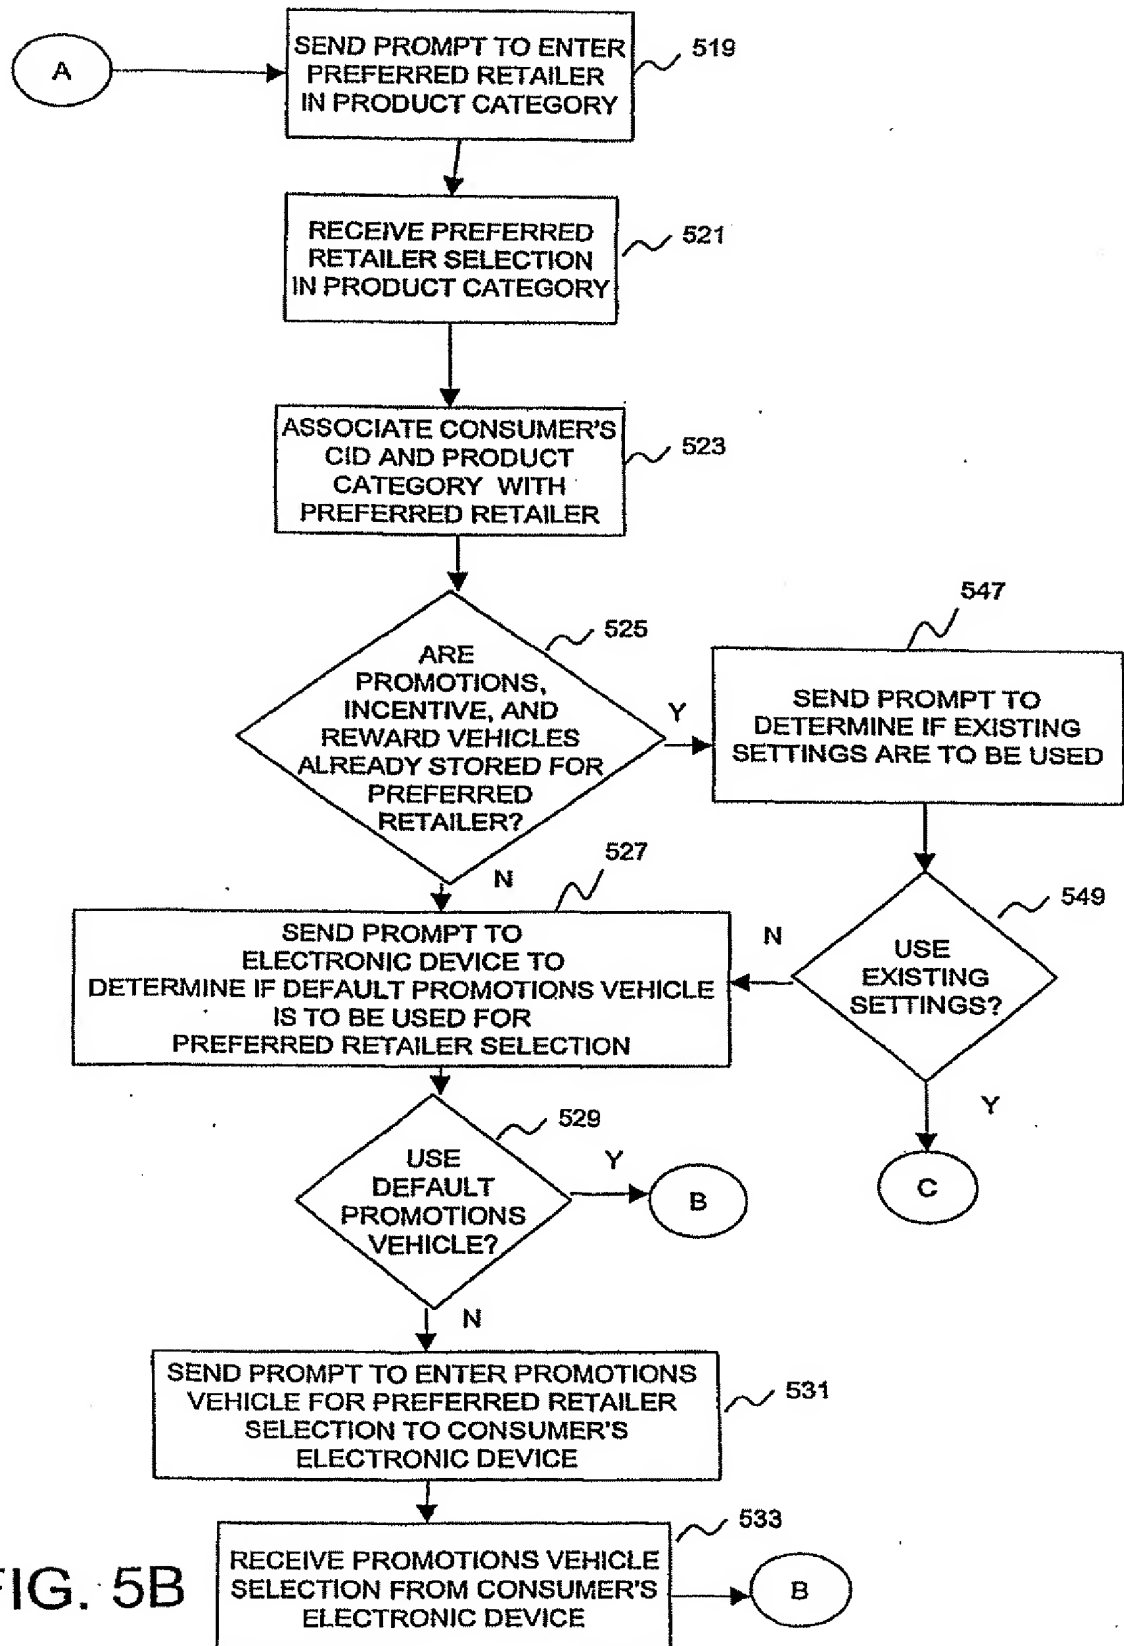 A
SEND PROMPT TO ENTER
PREFERRED RETAILER
IN PRODUCT CATEGORY
519
RECEIVE PREFERRED
RETAILER SELECTION
IN PRODUCT CATEGORY
521
ASSOCIATE CONSUMER'S
CID AND PRODUCT
CATEGORY WITH
PREFERRED RETAILER
523
ARE
PROMOTIONS,
INCENTIVE, AND
REWARD VEHICLES
ALREADY STORED FOR
PREFERRED
RETAILER?
525
Y
N
547
SEND PROMPT TO
DETERMINE IF EXISTING
SETTINGS ARE TO BE USED
527
SEND PROMPT TO
ELECTRONIC DEVICE TO
DETERMINE IF DEFAULT PROMOTIONS VEHICLE
IS TO BE USED FOR
PREFERRED RETAILER SELECTION
549
N
USE
EXISTING
SETTINGS?
Y
C
529
USE
DEFAULT
PROMOTIONS
VEHICLE?
Y
B
N
SEND PROMPT TO ENTER PROMOTIONS
VEHICLE FOR PREFERRED RETAILER
SELECTION TO CONSUMER'S
ELECTRONIC DEVICE
531
533
RECEIVE PROMOTIONS VEHICLE
SELECTION FROM CONSUMER'S
ELECTRONIC DEVICE
B
FIG. 5B